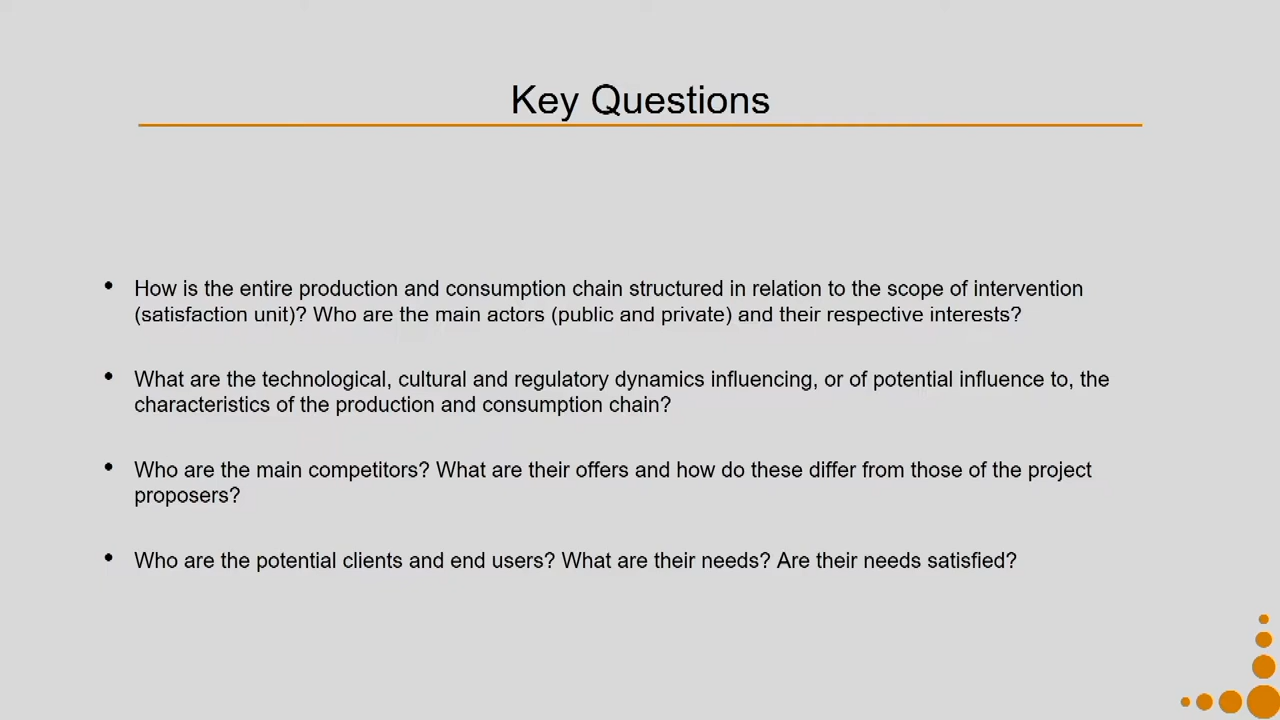 Key Questions
• How is the entire production and consumption chain structured in relation to the scope of intervention
(satisfaction unit)? Who are the main actors (public and private) and their respective interests?
• What are the technological, cultural and regulatory dynamics influencing, or of potential influence to, the
characteristics of the production and consumption chain?
• Who are the main competitors? What are their offers and how do these differ from those of the project
proposers?
• Who are the potential clients and end users? What are their needs? Are their needs satisfied?